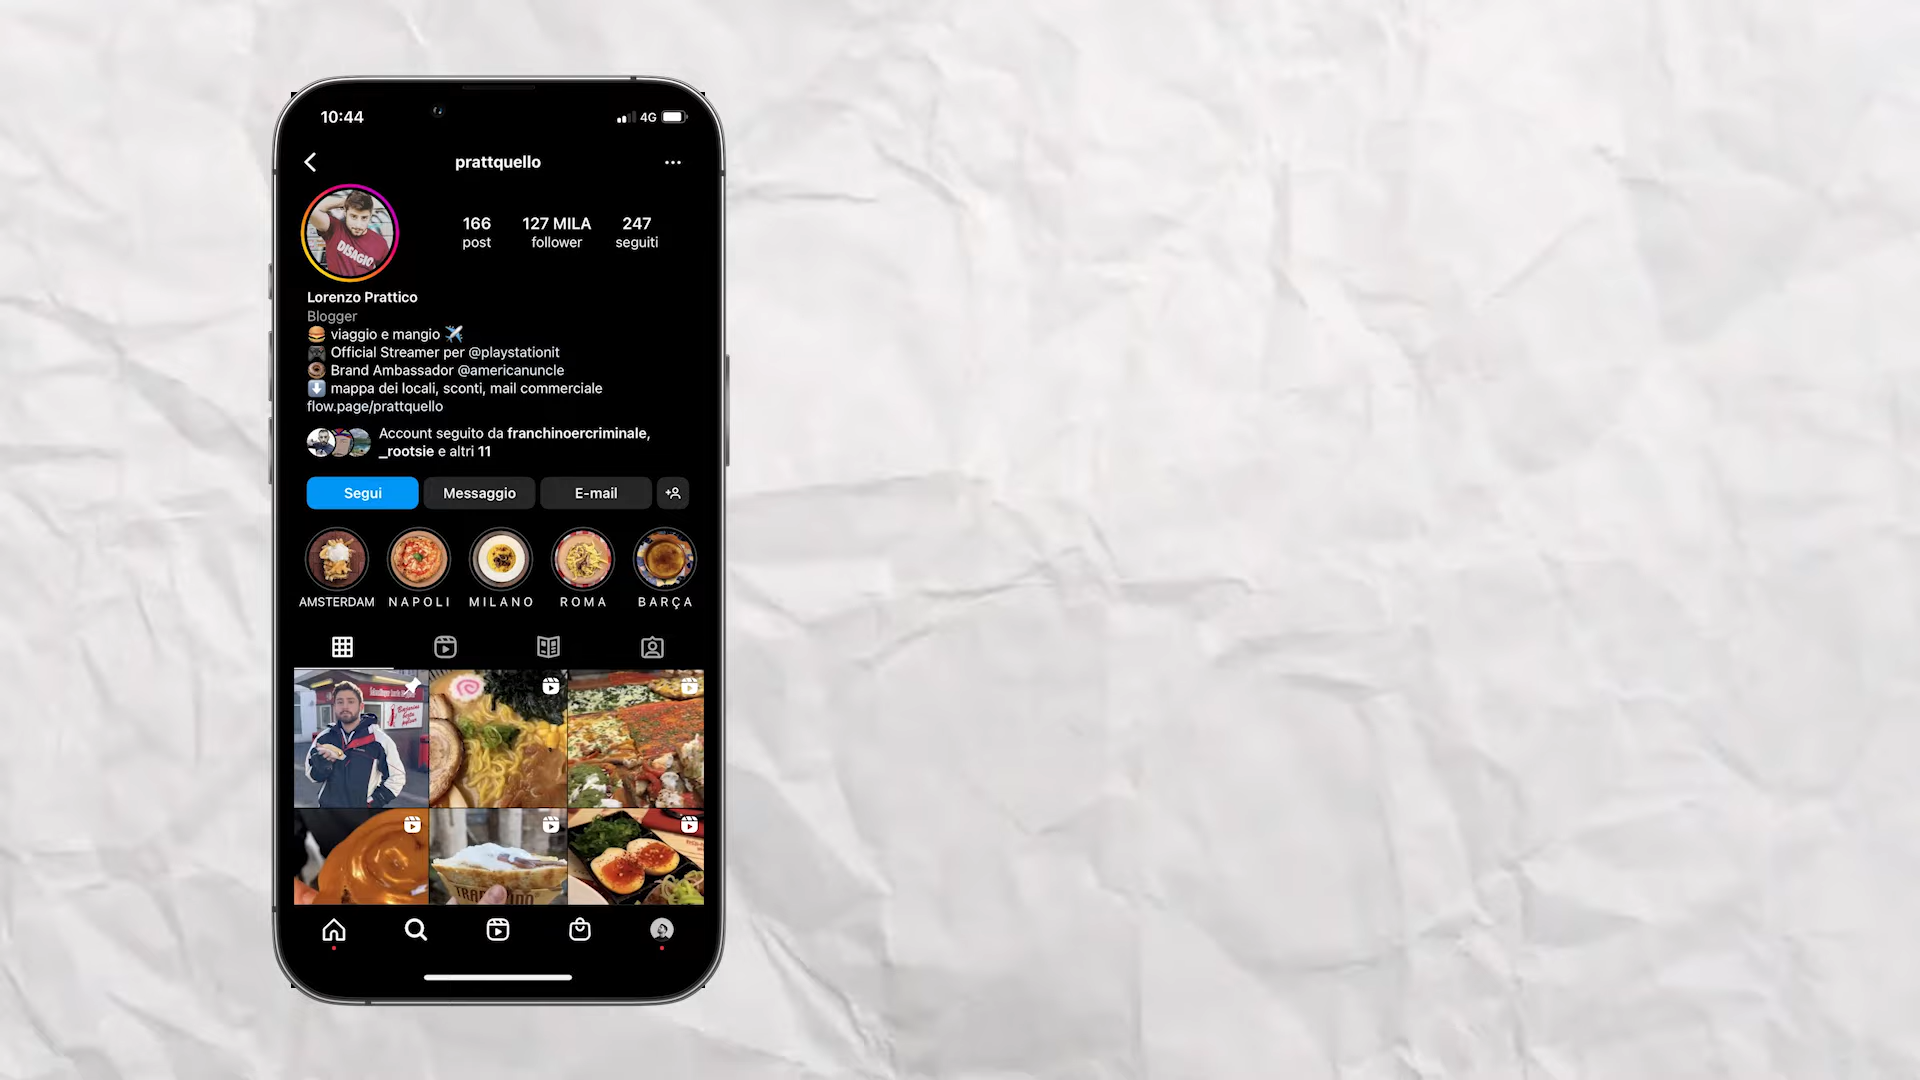 10:44
4G
prattquello
166
post
127 MILA
follower
247
seguiti
DISAGIO
Lorenzo Prattico
Blogger
viaggio e mangio
Official Streamer per @playstationit
Brand Ambassador @americanuncle
mappa dei locali, sconti, mail commerciale
flow.page/prattquello
Account seguito da franchinoercriminale,
_rootsie e altri 11
Segui
Messaggio
E-mail
AMSTERDAM
NAPOLI
MILANO
ROMA
BARÇA